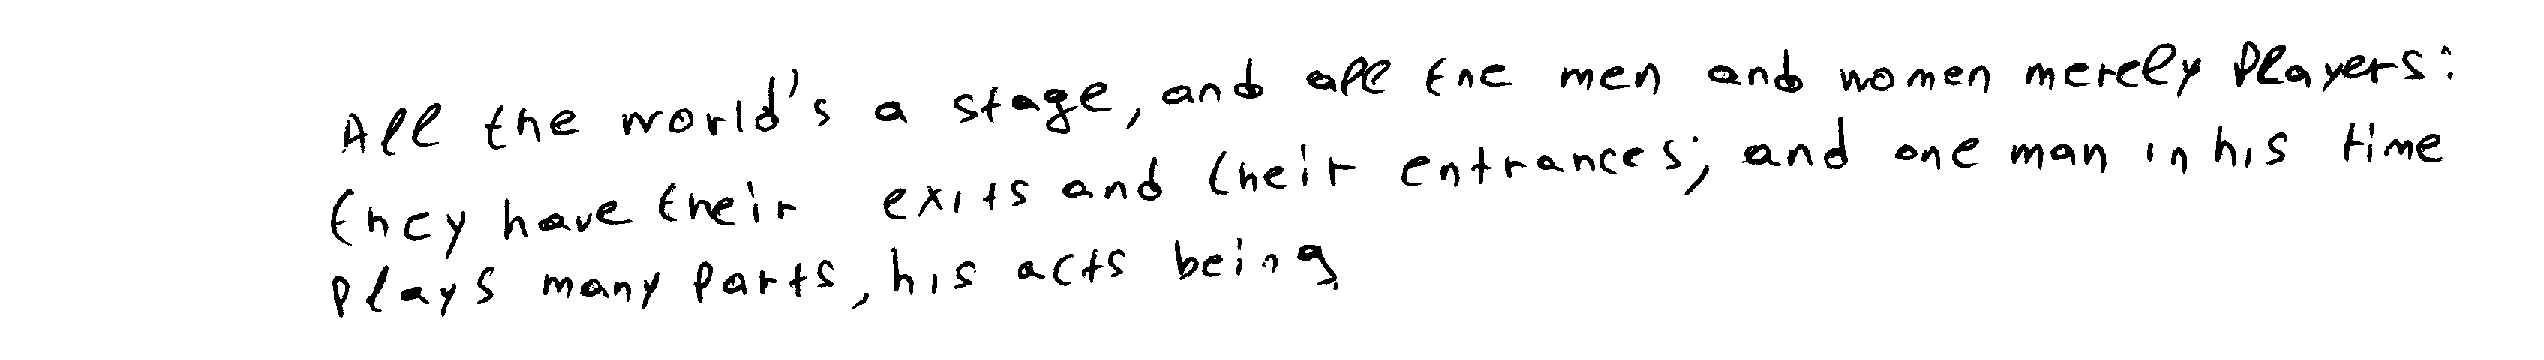 All the world's a stage, and all the men and women merely players:
they have their exits and their entrances; and one man in his time
plays many parts, his acts being